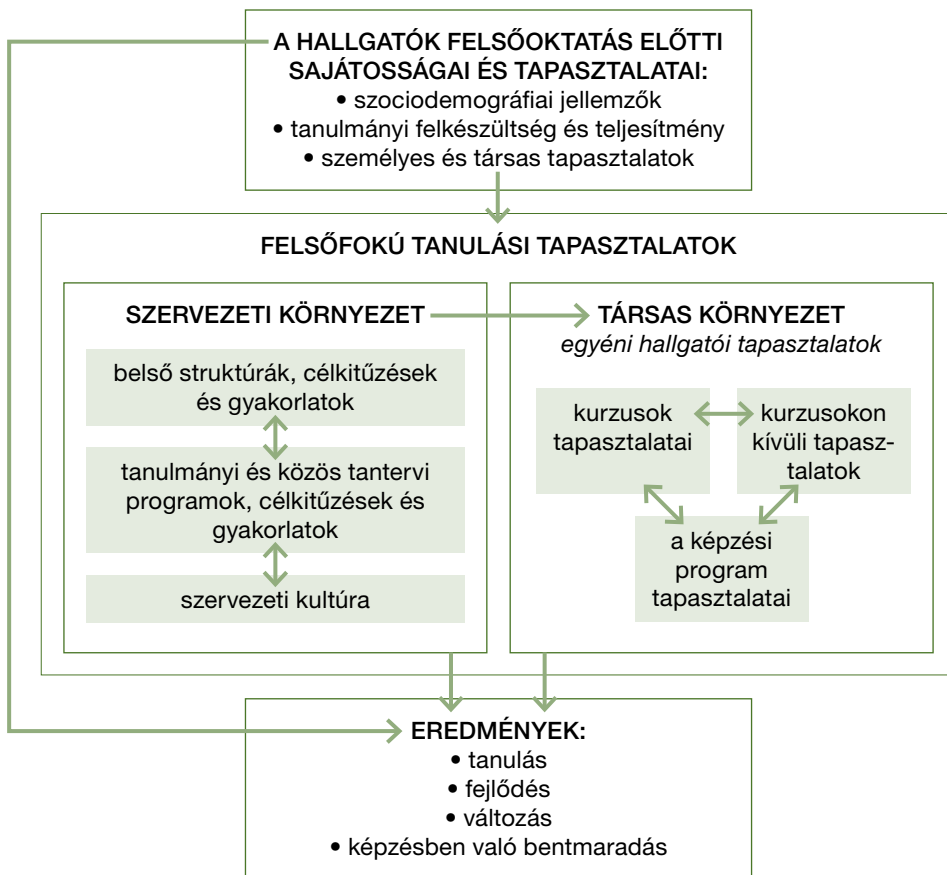 A HALLGATÓK FELSŐOKTATÁS ELŐTTI
SAJÁTOSSÁGAI ÉS TAPASZTALATAI:
• szociodemográfiai jellemzők
• tanulmányi felkészültség és teljesítmény
• személyes és társas tapasztalatok
FELSŐFOKÚ TANULÁSI TAPASZTALATOK
SZERVEZETI KÖRNYEZET
belső struktúrák, célkitűzések
és gyakorlatok
tanulmányi és közös tantervi
programok, célkitűzések és
gyakorlatok
szervezeti kultúra
TÁRSAS KÖRNYEZET
egyéni hallgatói tapasztalatok
kurzusok
tapasztalatai
kurzusokon
kívüli tapasz-
talatok
a képzési
program
tapasztalatai
EREDMÉNYEK:
• tanulás
• fejlődés
• változás
• képzésben való bentmaradás